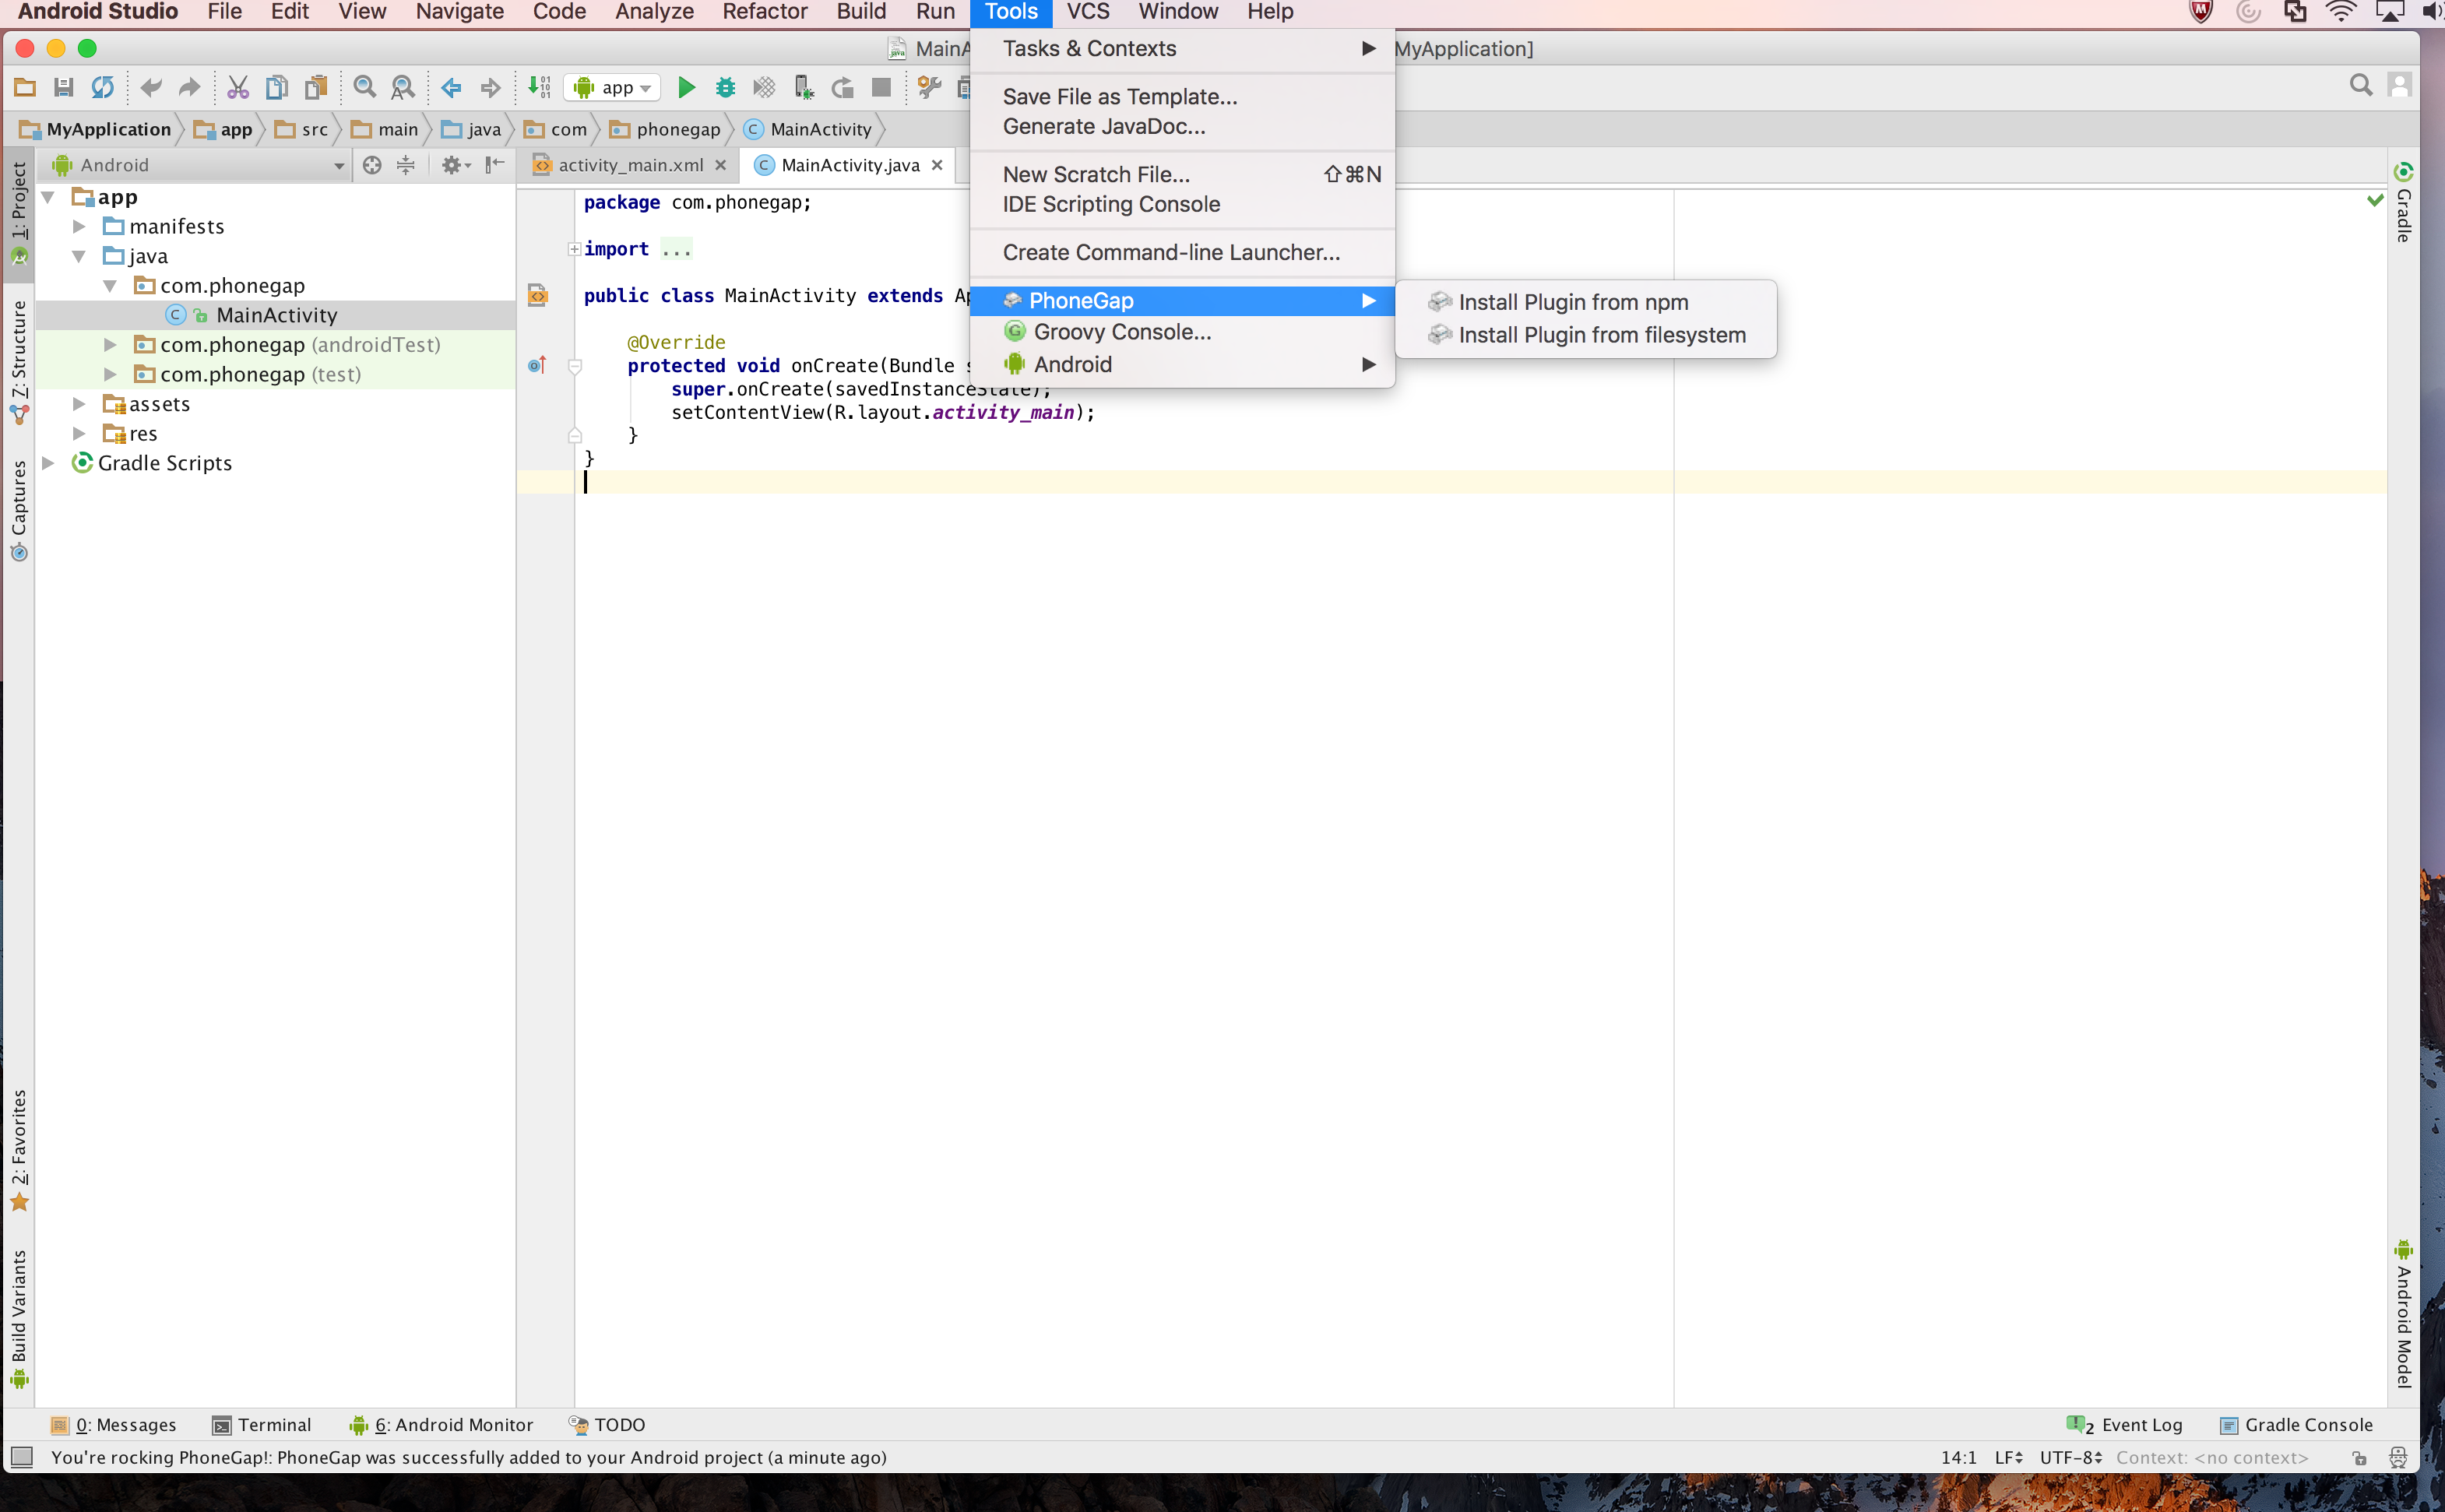 Android Studio File Edit View Navigate Code Analyze Refactor Build Run Tools VCS Window Help
MyApplication]
app
MyApplication app src main java com phonegap MainActivity
Android
activity_main.xml MainActivity.java
Tasks & Contexts
Save File as Template...
Generate JavaDoc...
New Scratch File... ⇧⌘N
IDE Scripting Console
Create Command-line Launcher...
PhoneGap
Groovy Console...
Android
Install Plugin from npm
Install Plugin from filesystem
1: Project
Z: Structure
Captures
2: Favorites
Build Variants
app
manifests
java
com.phonegap
MainActivity
com.phonegap (androidTest)
com.phonegap (test)
assets
res
Gradle Scripts
package com.phonegap;
import ...
public class MainActivity extends
@Override
protected void onCreate(Bundle
super.onCreate(savedInstanceState);
setContentView(R.layout.activity_main);
}
}
Gradle
Android Model
0: Messages Terminal 6: Android Monitor TODO
2 Event Log Gradle Console
You're rocking PhoneGap!: PhoneGap was successfully added to your Android project (a minute ago)
14:1 LF UTF-8 Context: <no context>